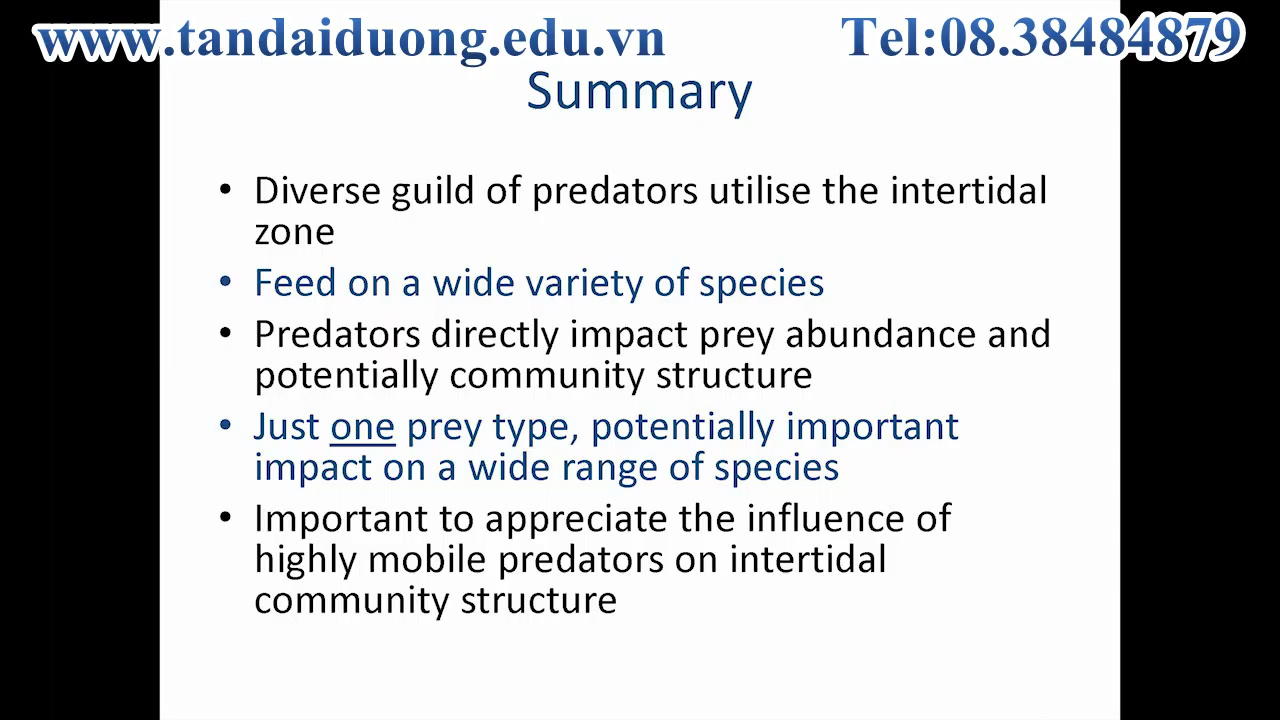 www.tandaiduong.edu.vn Tel:08.38484879
Summary
• Diverse guild of predators utilise the intertidal
zone
• Feed on a wide variety of species
• Predators directly impact prey abundance and
potentially community structure
• Just one prey type, potentially important
impact on a wide range of species
• Important to appreciate the influence of
highly mobile predators on intertidal
community structure